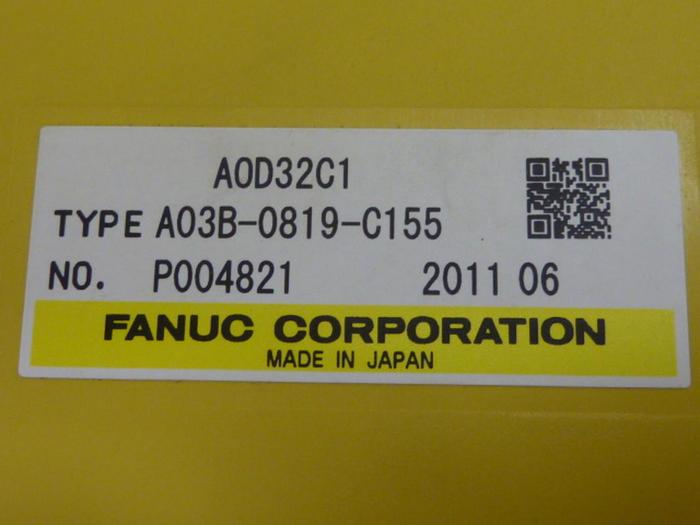 AOD32C1
TYPE A03B-0819-C155
NO. P004821 2011 06
FANUC CORPORATION
MADE IN JAPAN